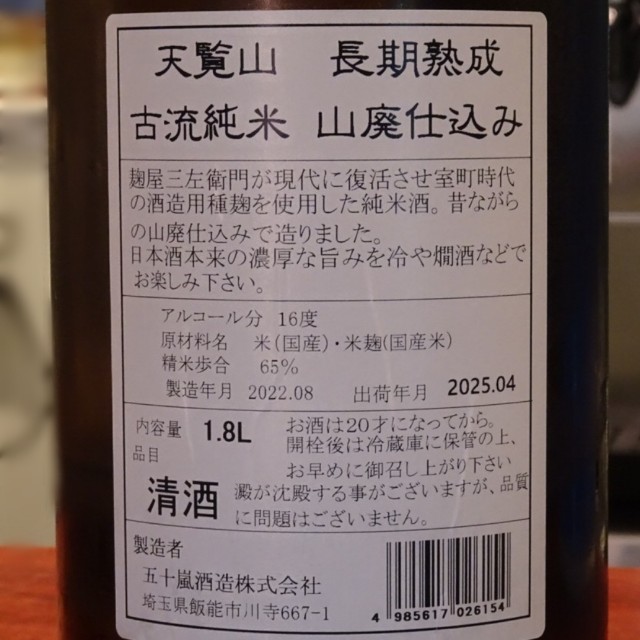 天覧山　長期熟成
古流純米　山廃仕込み
麹屋三左衛門が現代に復活させ室町時代
の酒造用種麹を使用した純米酒。昔ながら
の山廃仕込みで造りました。
日本酒本来の濃厚な旨みを冷や燗酒などで
お楽しみ下さい。
アルコール分　16度
原材料名　米(国産)・米麹(国産米)
精米歩合　65%
製造年月　2022.08　出荷年月　2025.04
内容量　1.8L
品目
清酒
お酒は20才になってから。
開栓後は冷蔵庫に保管の上、
お早めに御召し上がり下さい
澱が沈殿する事がございますが、品質
に問題はございません。
製造者
五十嵐酒造株式会社
埼玉県飯能市川寺667-1
4 985617 026154